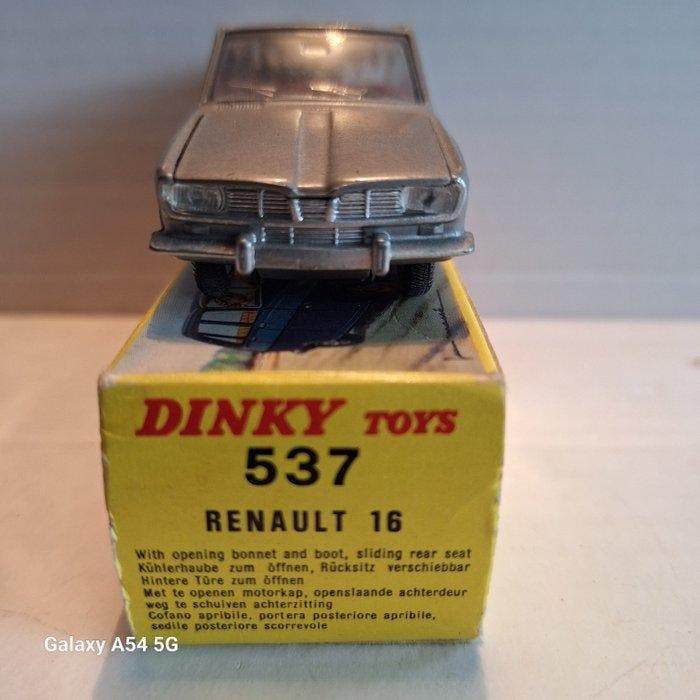 DINKY TOYS
537
RENAULT 16
With opening bonnet and boot, sliding rear seat
Kühlerhaube zum öffnen, Rücksitz verschiebbar
Hintere Türe zum öffnen
Met te openen motorkap, openslaande achterdeur
weg te schuiven achterzitting
Cofano apribile, portera posteriore apribile,
sedile posteriore scorrevole
Galaxy A54 5G